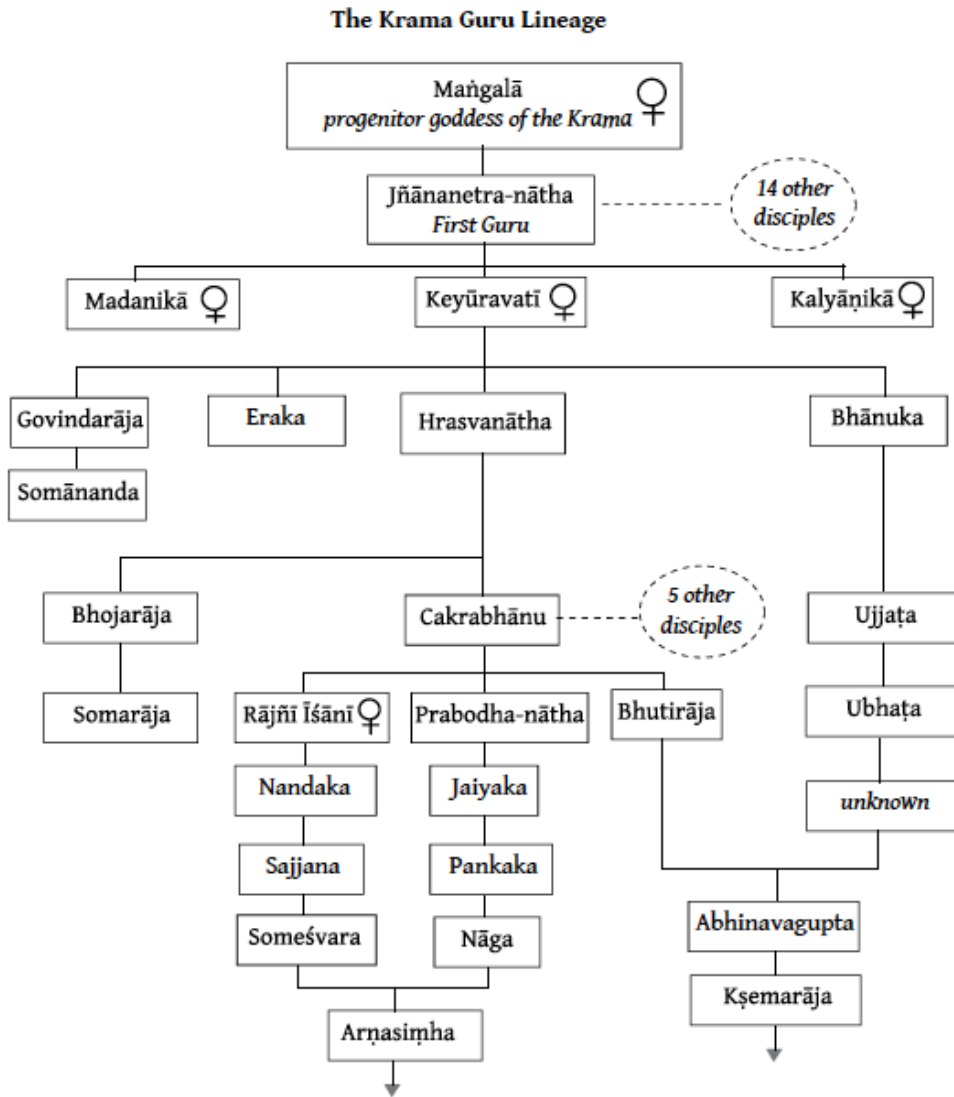 The Krama Guru Lineage
Maṅgalā
progenitor goddess of the Krama
Jñānanetra-nātha
First Guru
14 other
disciples
Madanikā
Keyūravatī
Kalyāṇikā
Govindarāja
Eraka
Hrasvanātha
Bhānuka
Somānanda
Bhojarāja
Cakrabhānu
5 other
disciples
Ujjaṭa
Somarāja
Rājñī Īśānī
Prabodha-nātha
Bhutirāja
Ubhaṭa
Nandaka
Jaiyaka
unknown
Sajjana
Pankaka
Abhinavagupta
Someśvara
Nāga
Kṣemarāja
Arṇasiṃha